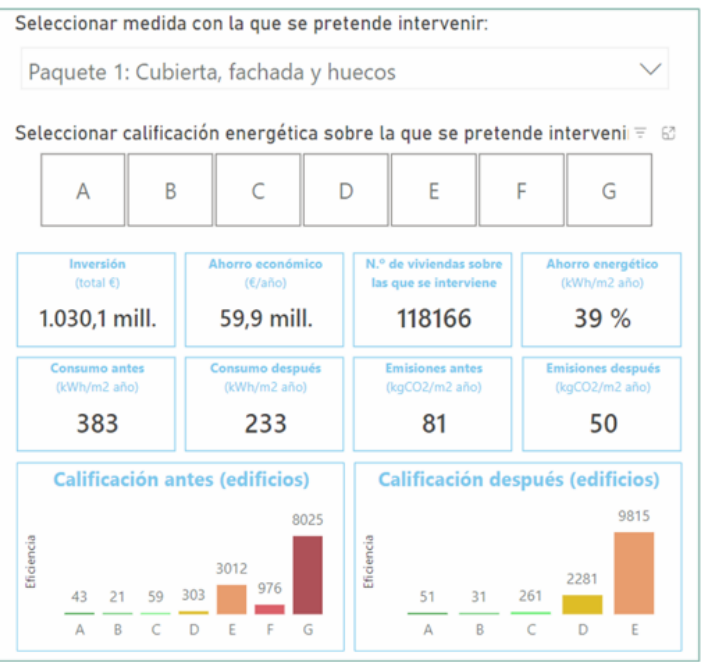 Seleccionar medida con la que se pretende intervenir:
Paquete 1: Cubierta, fachada y huecos
Seleccionar calificación energética sobre la que se pretende interveni
A B C D E F G
Inversión
(total €)
1.030,1 mill.
Ahorro económico
(€/año)
59,9 mill.
N.º de viviendas sobre
las que se interviene
118166
Ahorro energético
(kWh/m2 año)
39 %
Consumo antes
(kWh/m2 año)
383
Consumo después
(kWh/m2 año)
233
Emisiones antes
(kgCO2/m2 año)
81
Emisiones después
(kgCO2/m2 año)
50
Calificación antes (edificios)
Eficiencia
43 21 59 303 3012 976 8025
A B C D E F G
Calificación después (edificios)
Eficiencia
51 31 261 2281 9815
A B C D E